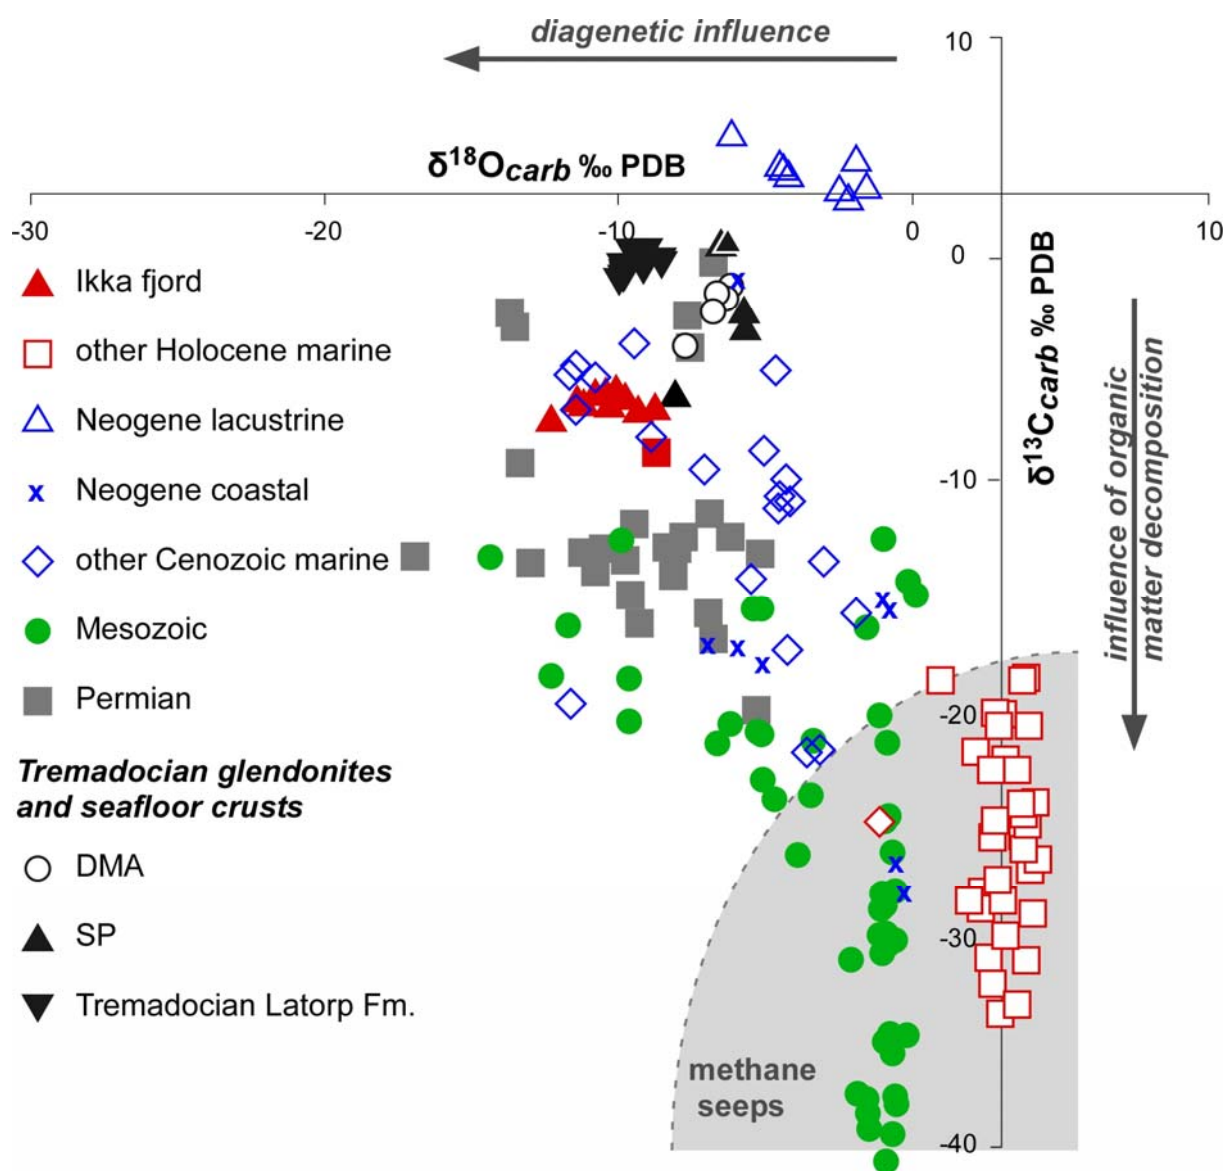 diagenetic influence
10
δ¹⁸Ocarb ‰ PDB
-30
-20
-10
0
10
0
δ¹³Ccarb ‰ PDB
Ikka fjord
other Holocene marine
Neogene lacustrine
Neogene coastal
other Cenozoic marine
Mesozoic
Permian
Tremadocian glendonites
and seafloor crusts
DMA
SP
Tremadocian Latorp Fm.
-10
influence of organic
matter decomposition
-20
-30
methane
seeps
-40